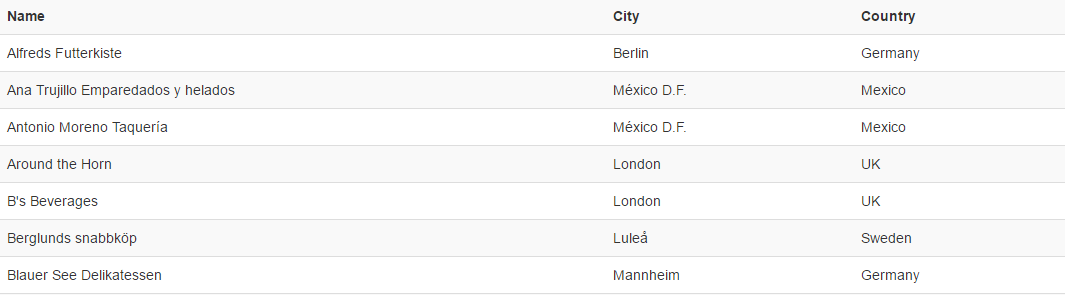 Name City Country
Alfreds Futterkiste Berlin Germany
Ana Trujillo Emparedados y helados México D.F. Mexico
Antonio Moreno Taquería México D.F. Mexico
Around the Horn London UK
B's Beverages London UK
Berglunds snabbköp Luleå Sweden
Blauer See Delikatessen Mannheim Germany